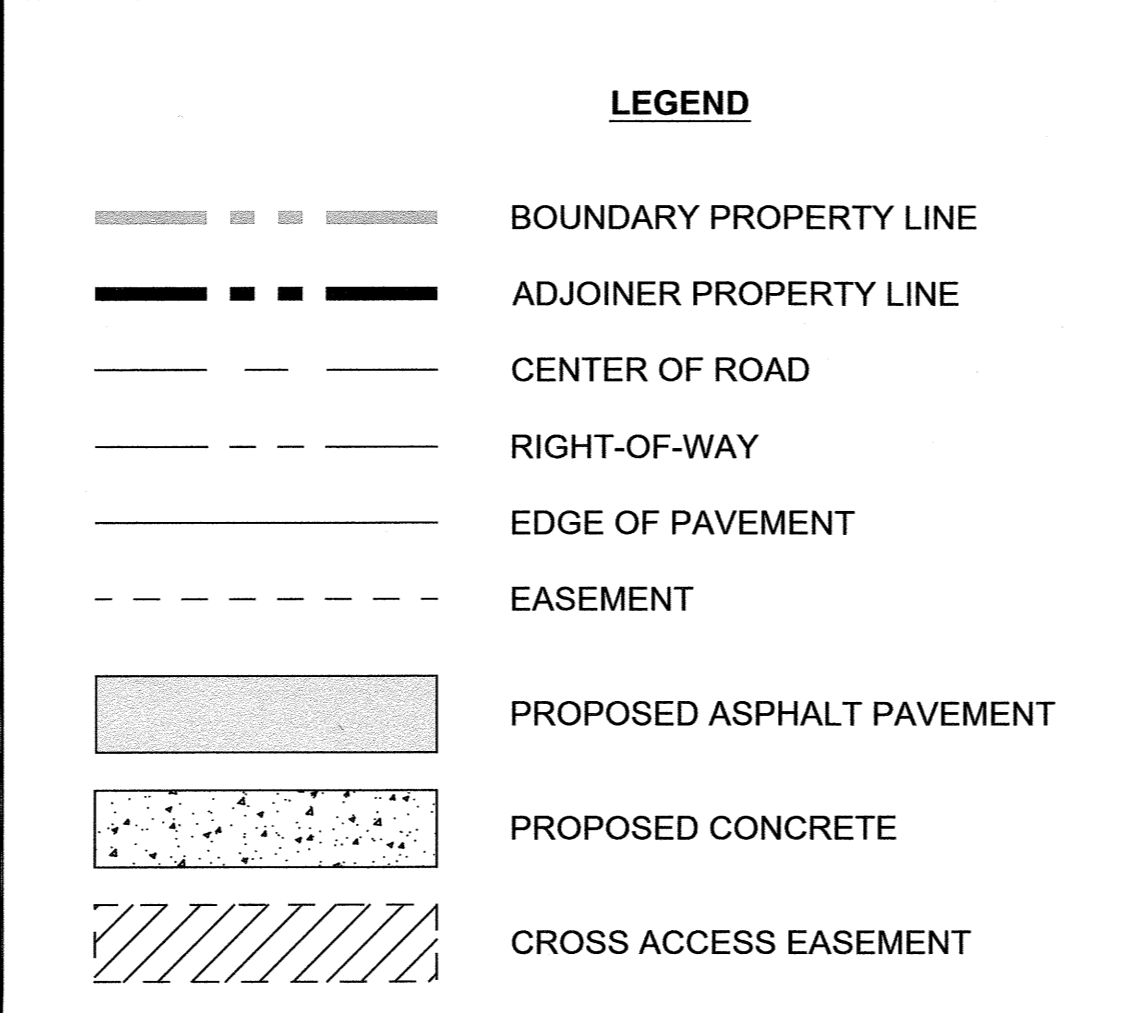 LEGEND
BOUNDARY PROPERTY LINE
ADJOINER PROPERTY LINE
CENTER OF ROAD
RIGHT-OF-WAY
EDGE OF PAVEMENT
EASEMENT
PROPOSED ASPHALT PAVEMENT
PROPOSED CONCRETE
CROSS ACCESS EASEMENT